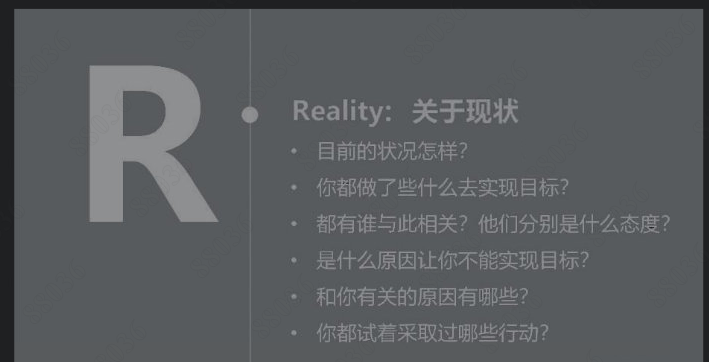 R
Reality：关于现状
• 目前的状况怎样？
• 你都做了些什么去实现目标？
• 都有谁与此相关？他们分别是什么态度？
• 是什么原因让你不能实现目标？
• 和你有关的原因有哪些？
• 你都试着采取过哪些行动？